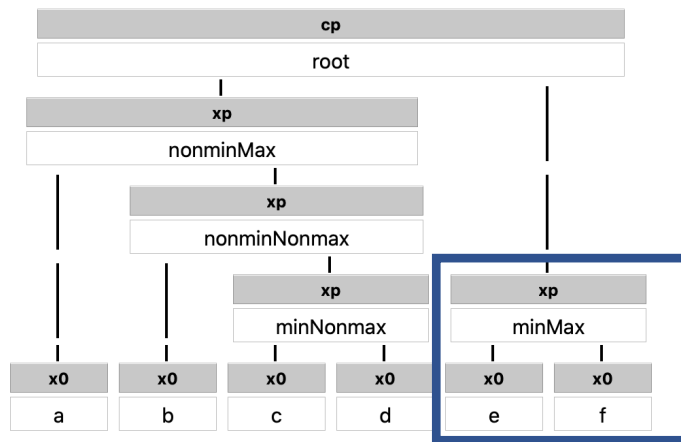 cp
root
xp
nonminMax
xp
nonminNonmax
xp xp
minNonmax minMax
x0 x0 x0 x0 x0 x0
a b c d e f